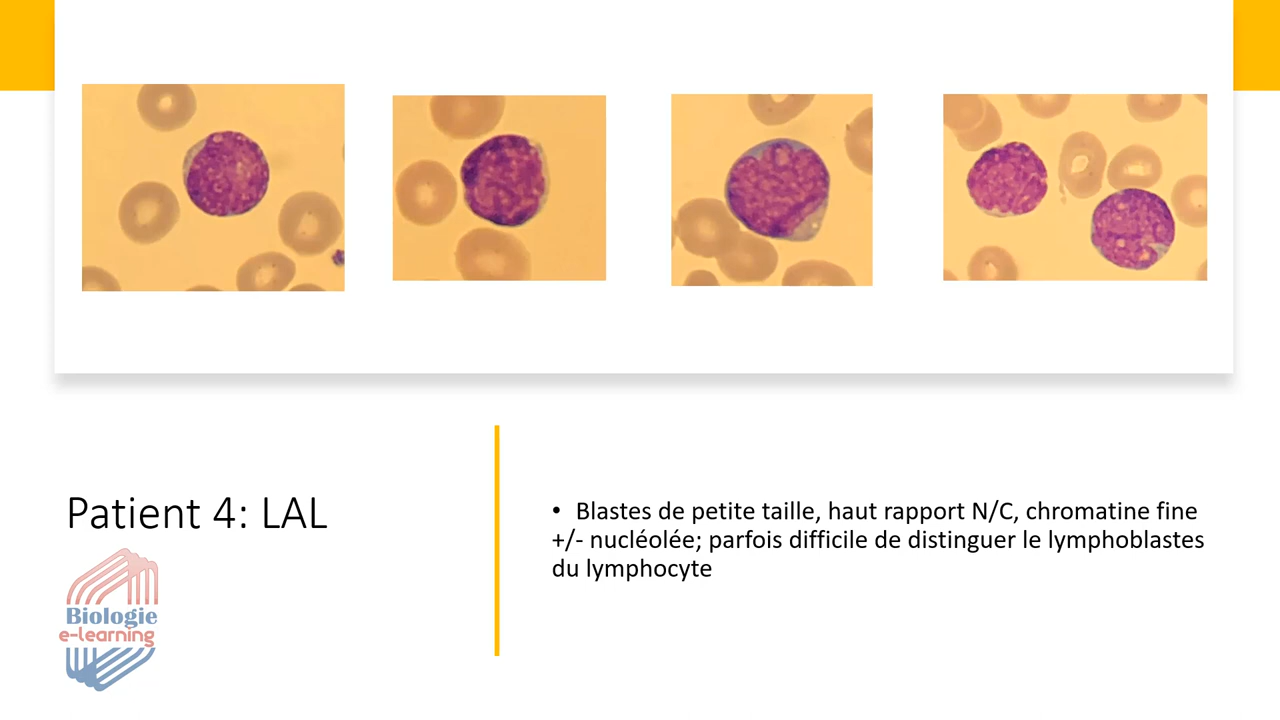 Patient 4: LAL
• Blastes de petite taille, haut rapport N/C, chromatine fine
+/- nucléolée; parfois difficile de distinguer le lymphoblastes
du lymphocyte
Biologie
e-learning